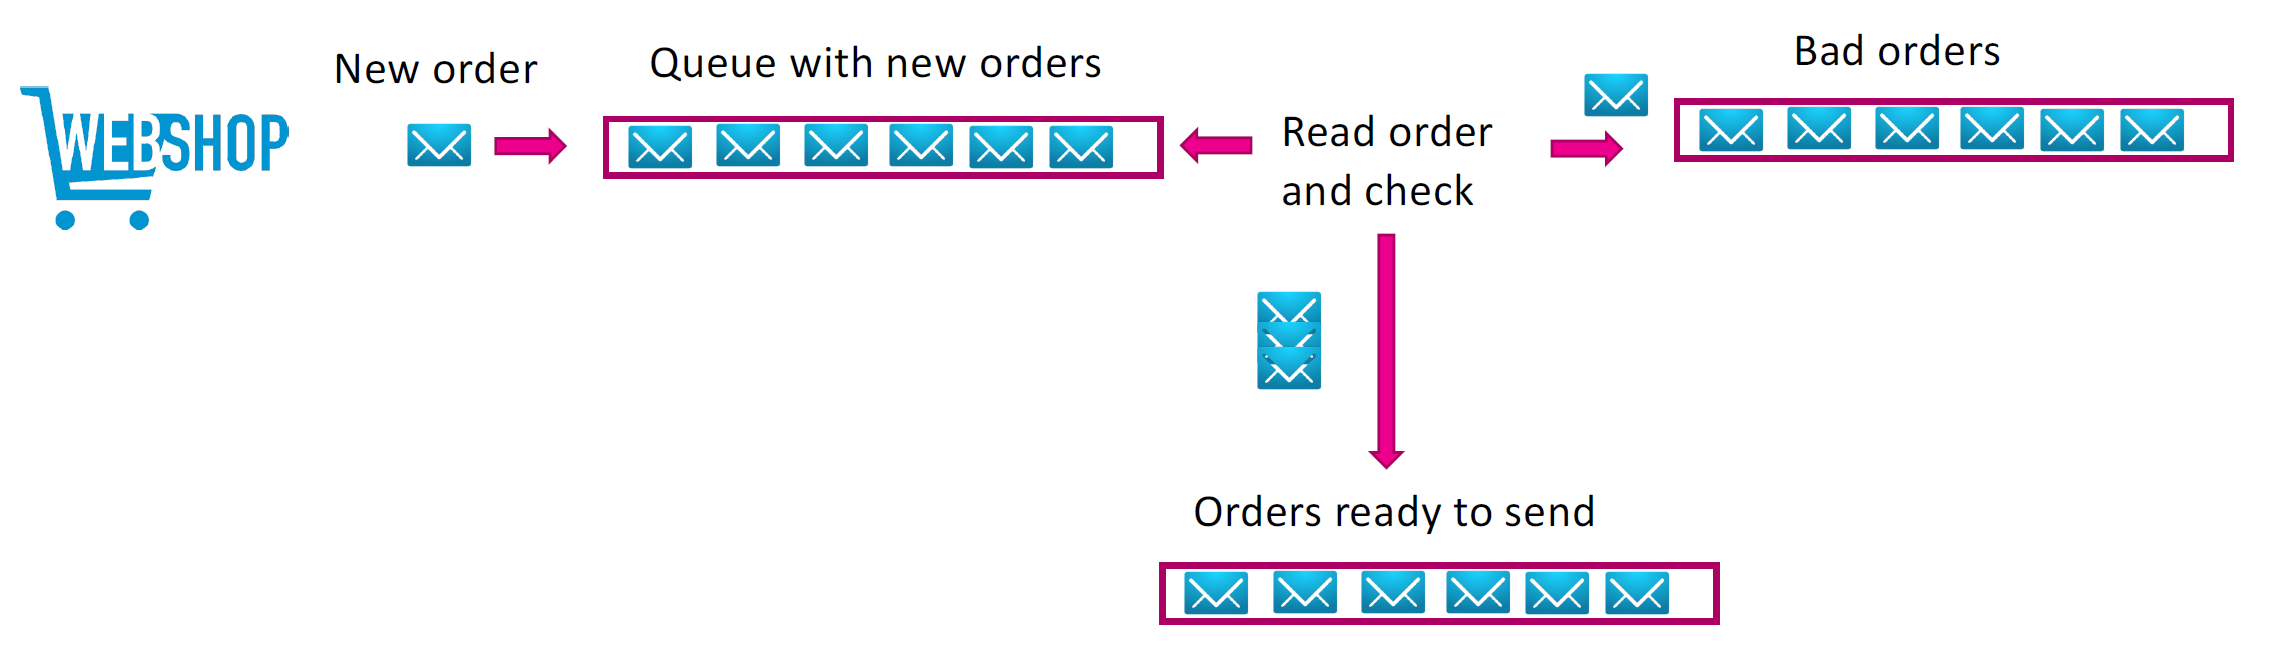 WEBSHOP
New order
Queue with new orders
Read order
and check
Bad orders
Orders ready to send